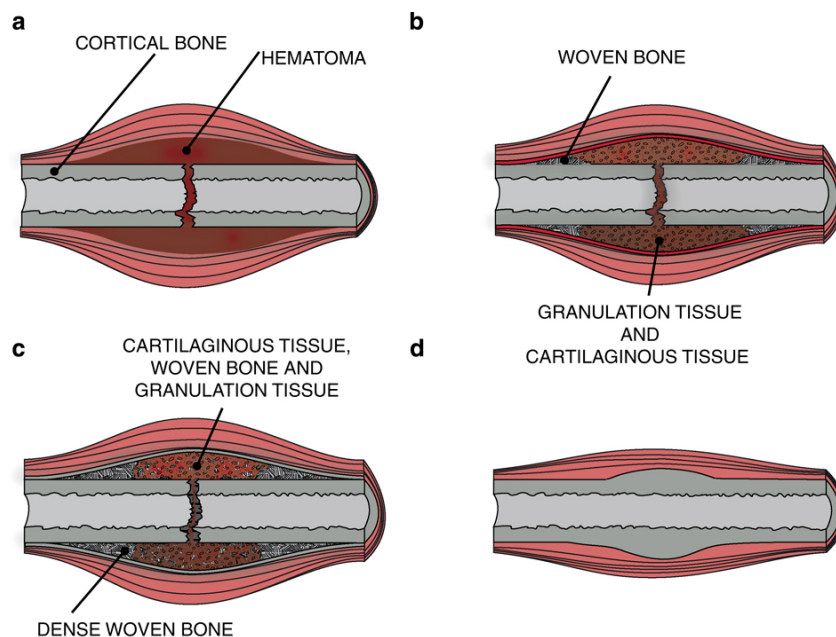 a
CORTICAL BONE
HEMATOMA
b
WOVEN BONE
GRANULATION TISSUE
AND
CARTILAGINOUS TISSUE
c
CARTILAGINOUS TISSUE,
WOVEN BONE AND
GRANULATION TISSUE
DENSE WOVEN BONE
d